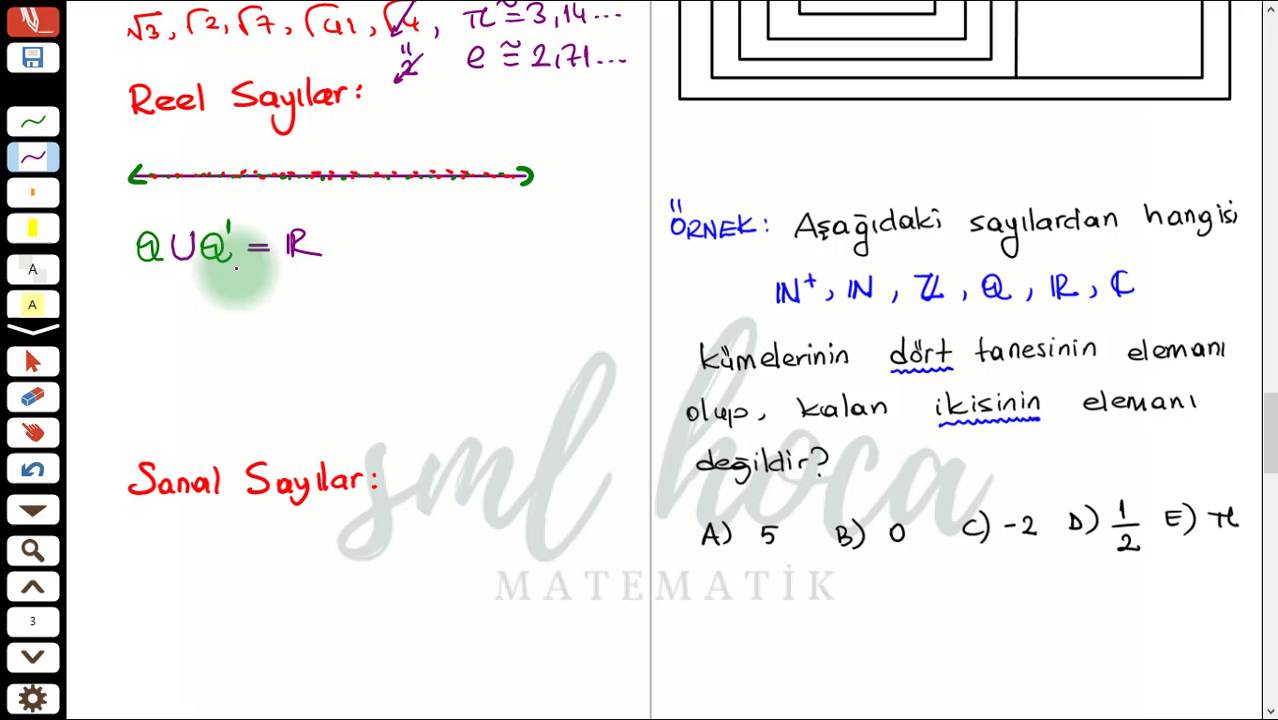 √3, √2, √7, √41, √4, π ≅ 3,14...
"
2
e ≅ 2,71...
Reel Sayılar:
Q ∪ Q' = ℝ
Sanal Sayılar:
ÖRNEK: Aşağıdaki sayılardan hangisi
ℕ⁺, ℕ, ℤ, ℚ, ℝ, ℂ
kümelerinin dört tanesinin elemanı
olup, kalan ikisinin elemanı
değildir?
A) 5 B) 0 C) -2 D) 1/2 E) π
sml hoca
MATEMATİK
A
A
3